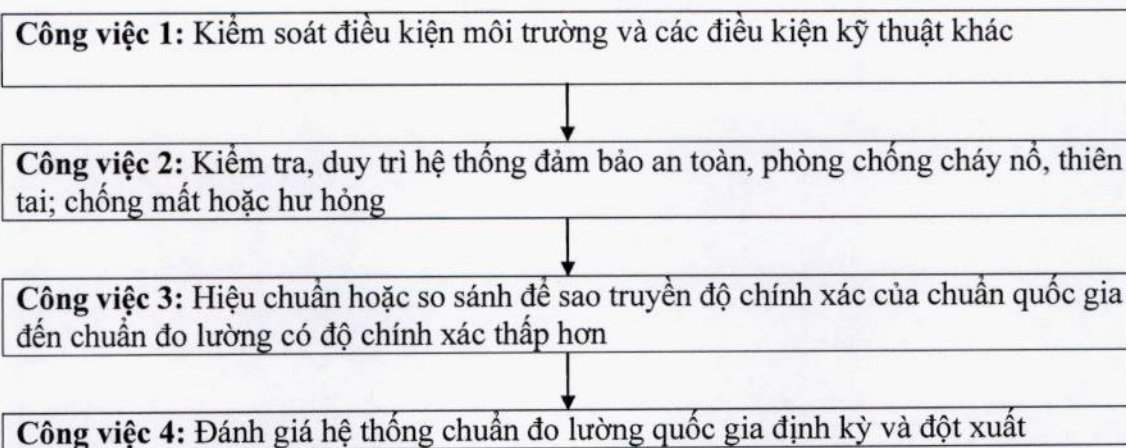 Công việc 1: Kiểm soát điều kiện môi trường và các điều kiện kỹ thuật khác
Công việc 2: Kiểm tra, duy trì hệ thống đảm bảo an toàn, phòng chống cháy nổ, thiên
tai; chống mất hoặc hư hỏng
Công việc 3: Hiệu chuẩn hoặc so sánh để sao truyền độ chính xác của chuẩn quốc gia
đến chuẩn đo lường có độ chính xác thấp hơn
Công việc 4: Đánh giá hệ thống chuẩn đo lường quốc gia định kỳ và đột xuất